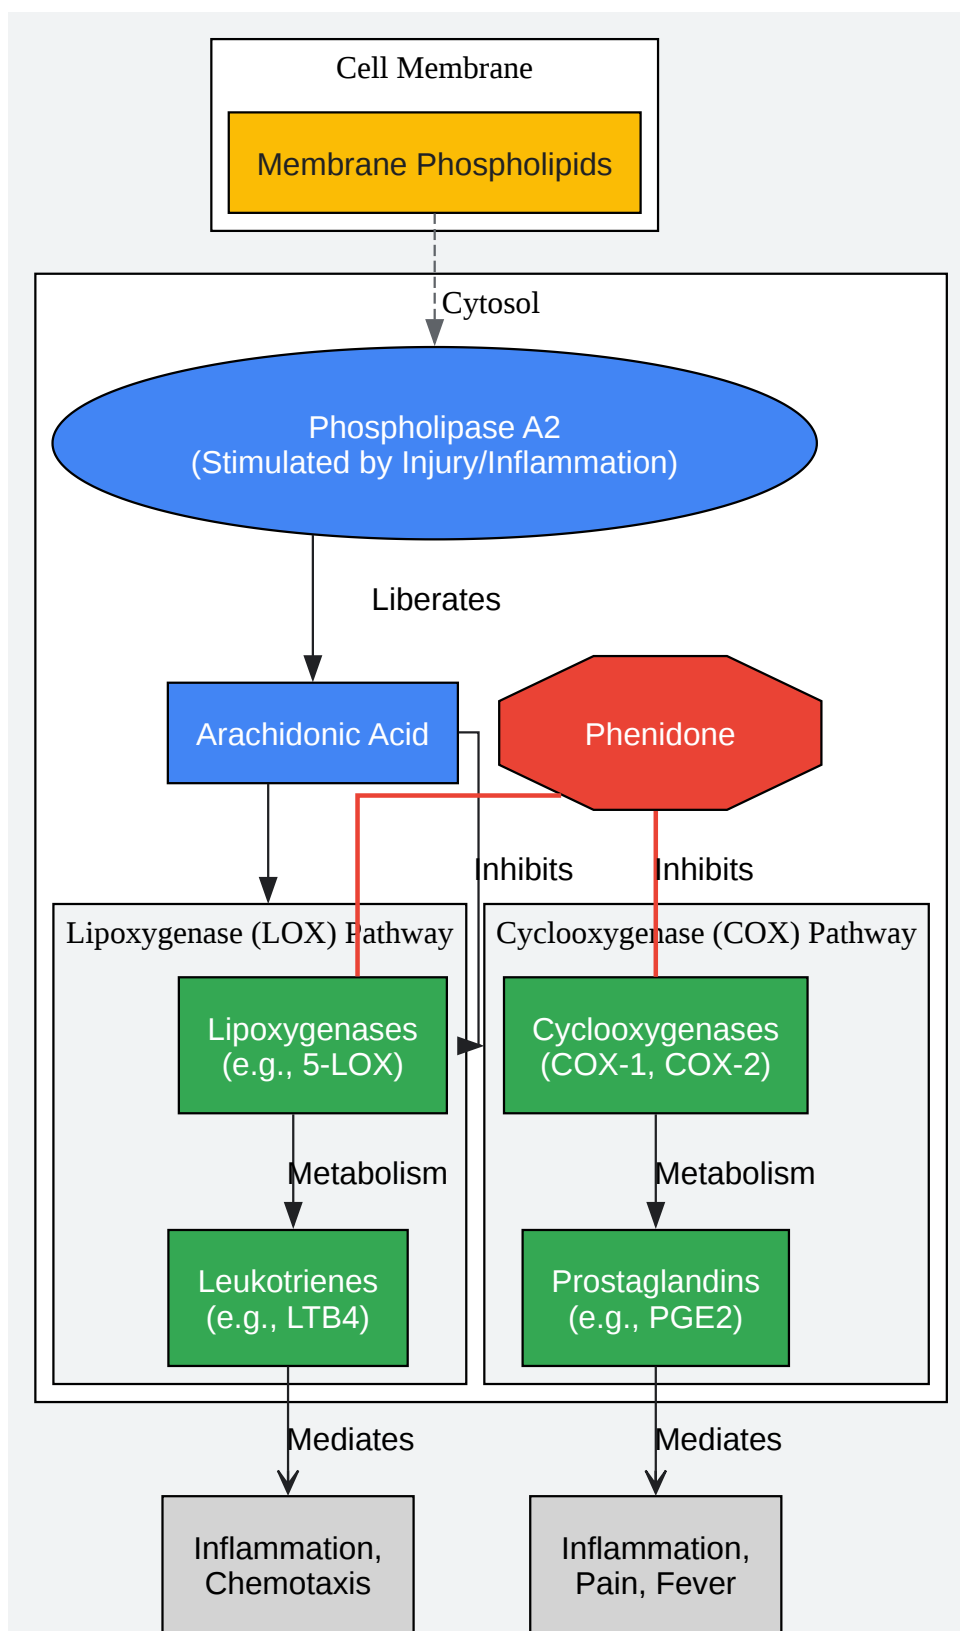 Cell Membrane
Membrane Phospholipids
Cytosol
Phospholipase A2
(Stimulated by Injury/Inflammation)
Liberates
Arachidonic Acid
Phenidone
Inhibits
Inhibits
Lipoxygenase (LOX) Pathway
Cyclooxygenase (COX) Pathway
Lipoxygenases
(e.g., 5-LOX)
Cyclooxygenases
(COX-1, COX-2)
Metabolism
Metabolism
Leukotrienes
(e.g., LTB4)
Prostaglandins
(e.g., PGE2)
Mediates
Mediates
Inflammation,
Chemotaxis
Inflammation,
Pain, Fever